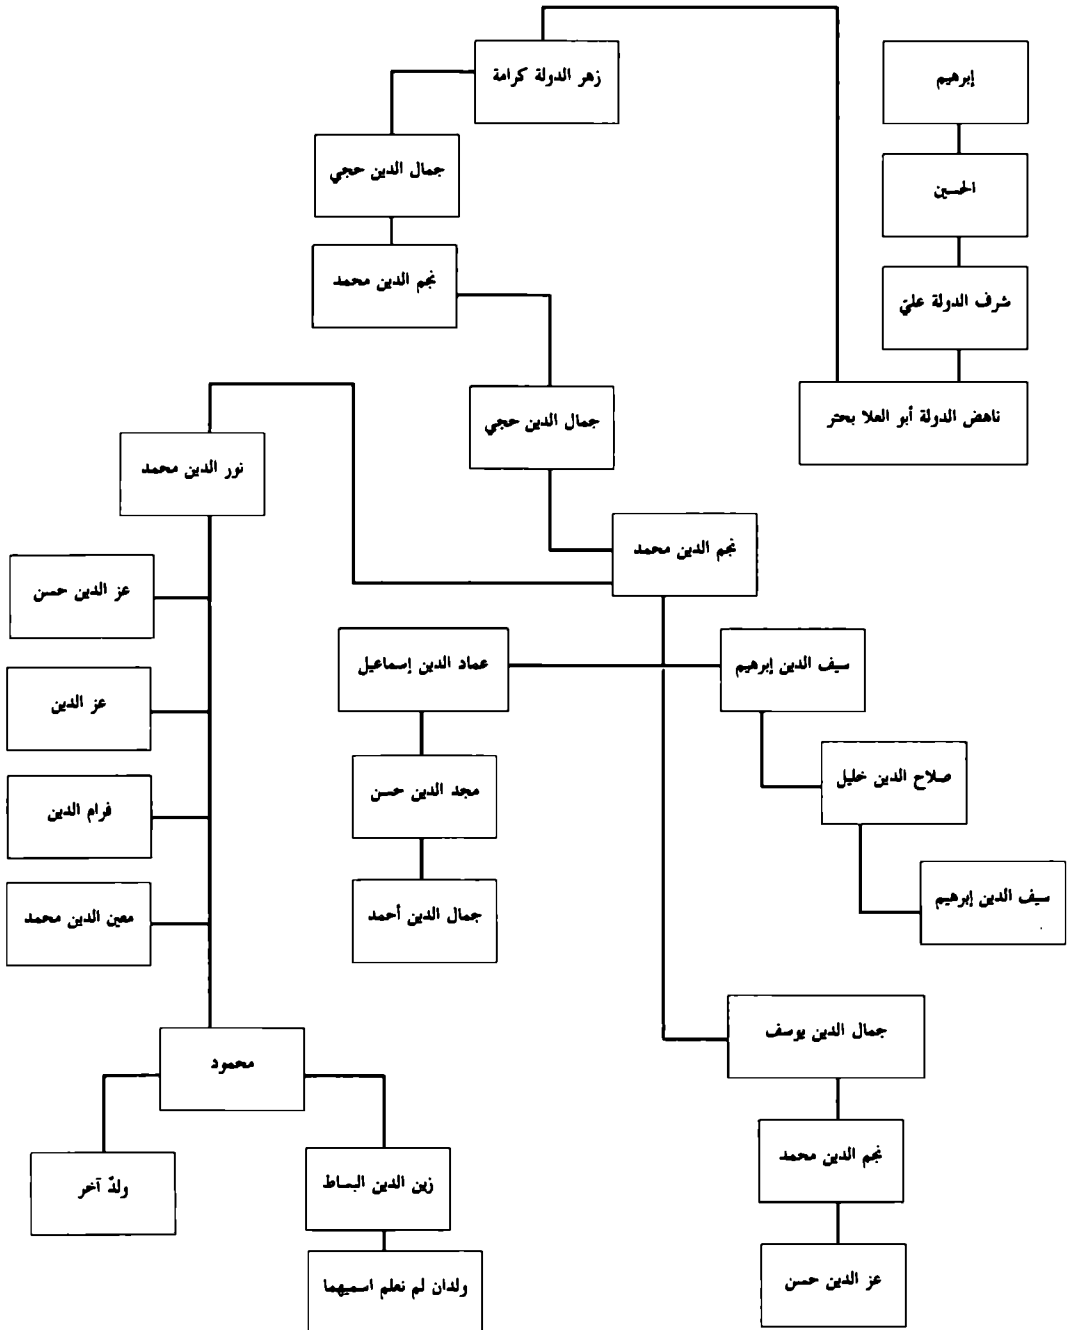 إبرهيم
الحسين
شرف الدولة عليّ
ناهض الدولة أبو العلا بحتر
زهر الدولة كرامة
جمال الدين حجي
نجم الدين محمد
جمال الدين حجي
نجم الدين محمد
نور الدين محمد
عز الدين حسن
عز الدين
فرام الدين
معين الدين محمد
محمود
زين الدين البساط
ولدان لم نعلم اسميهما
ولدٌ آخر
سيف الدين إبرهيم
صلاح الدين خليل
سيف الدين إبرهيم
عماد الدين إسماعيل
مجد الدين حسن
جمال الدين أحمد
جمال الدين يوسف
نجم الدين محمد
عز الدين حسن